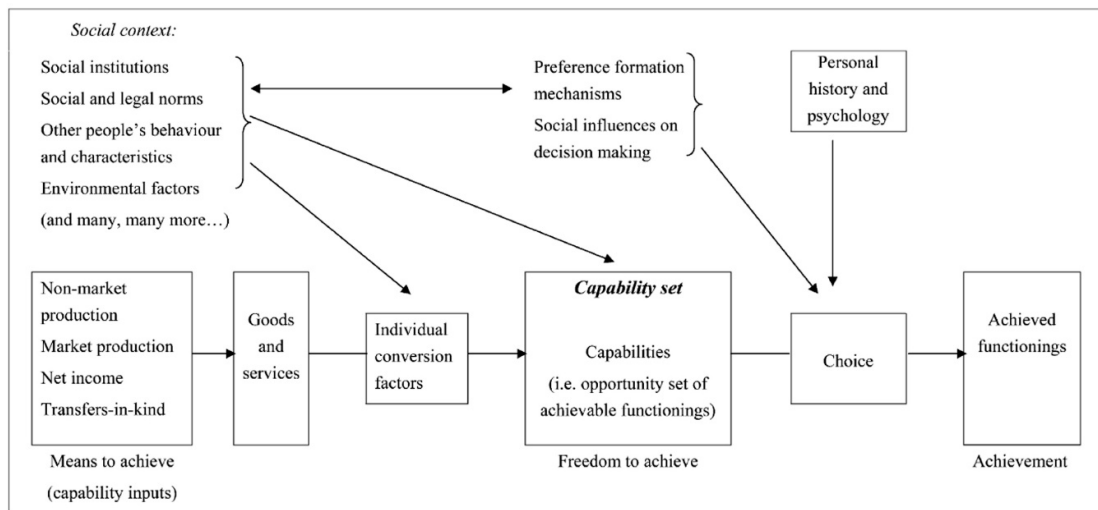 Social context:
Social institutions
Social and legal norms
Other people's behaviour
and characteristics
Environmental factors
(and many, many more…)
Preference formation
mechanisms
Social influences on
decision making
Personal
history and
psychology
Non-market
production
Market production
Net income
Transfers-in-kind
Means to achieve
(capability inputs)
Goods
and
services
Individual
conversion
factors
Capability set
Capabilities
(i.e. opportunity set of
achievable functionings)
Freedom to achieve
Choice
Achieved
functionings
Achievement